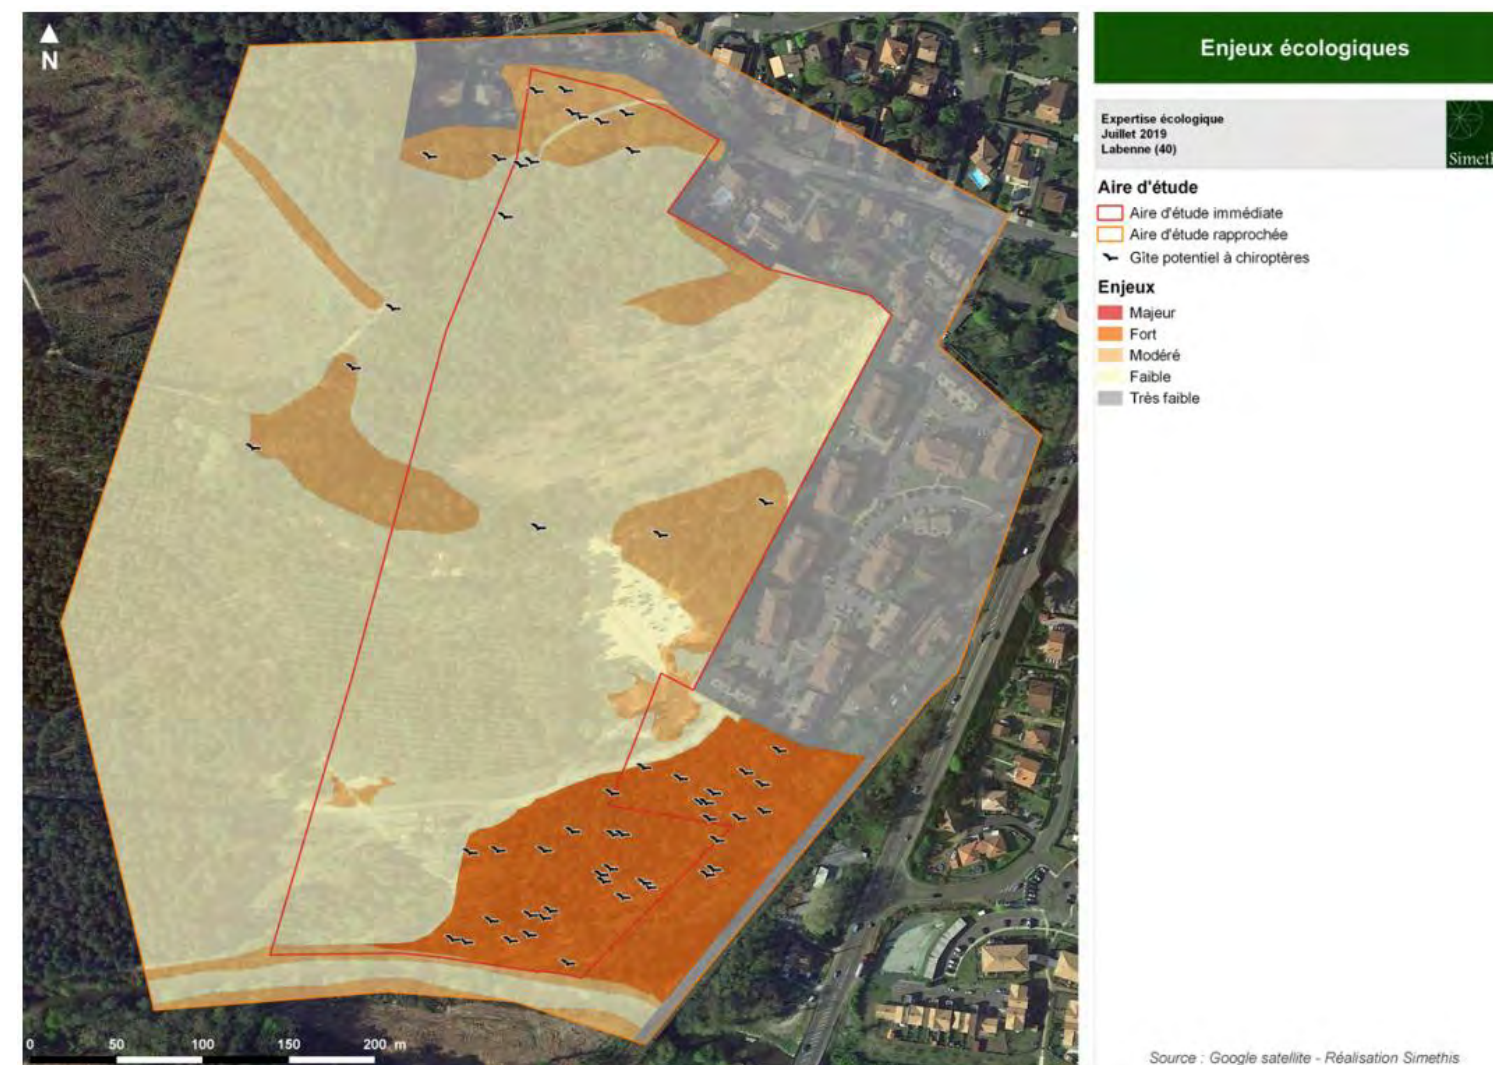 N
Enjeux écologiques
Expertise écologique
Juillet 2019
Labenne (40)
Aire d'étude
Aire d'étude immédiate
Aire d'étude rapprochée
Gîte potentiel à chiroptères
Enjeux
Majeur
Fort
Modéré
Faible
Très faible
0 50 100 150 200 m
Source : Google satellite - Réalisation Simethis